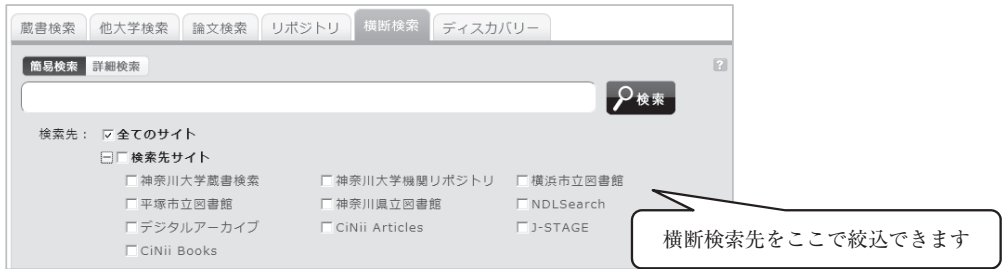 蔵書検索 他大学検索 論文検索 リポジトリ 横断検索 ディスカバリー
簡易検索 詳細検索 ?
検索
検索先: 全てのサイト
検索先サイト
神奈川大学蔵書検索 神奈川大学機関リポジトリ 横浜市立図書館
平塚市立図書館 神奈川県立図書館 NDLSearch
デジタルアーカイブ CiNii Articles J-STAGE
CiNii Books
横断検索先をここで絞込できます